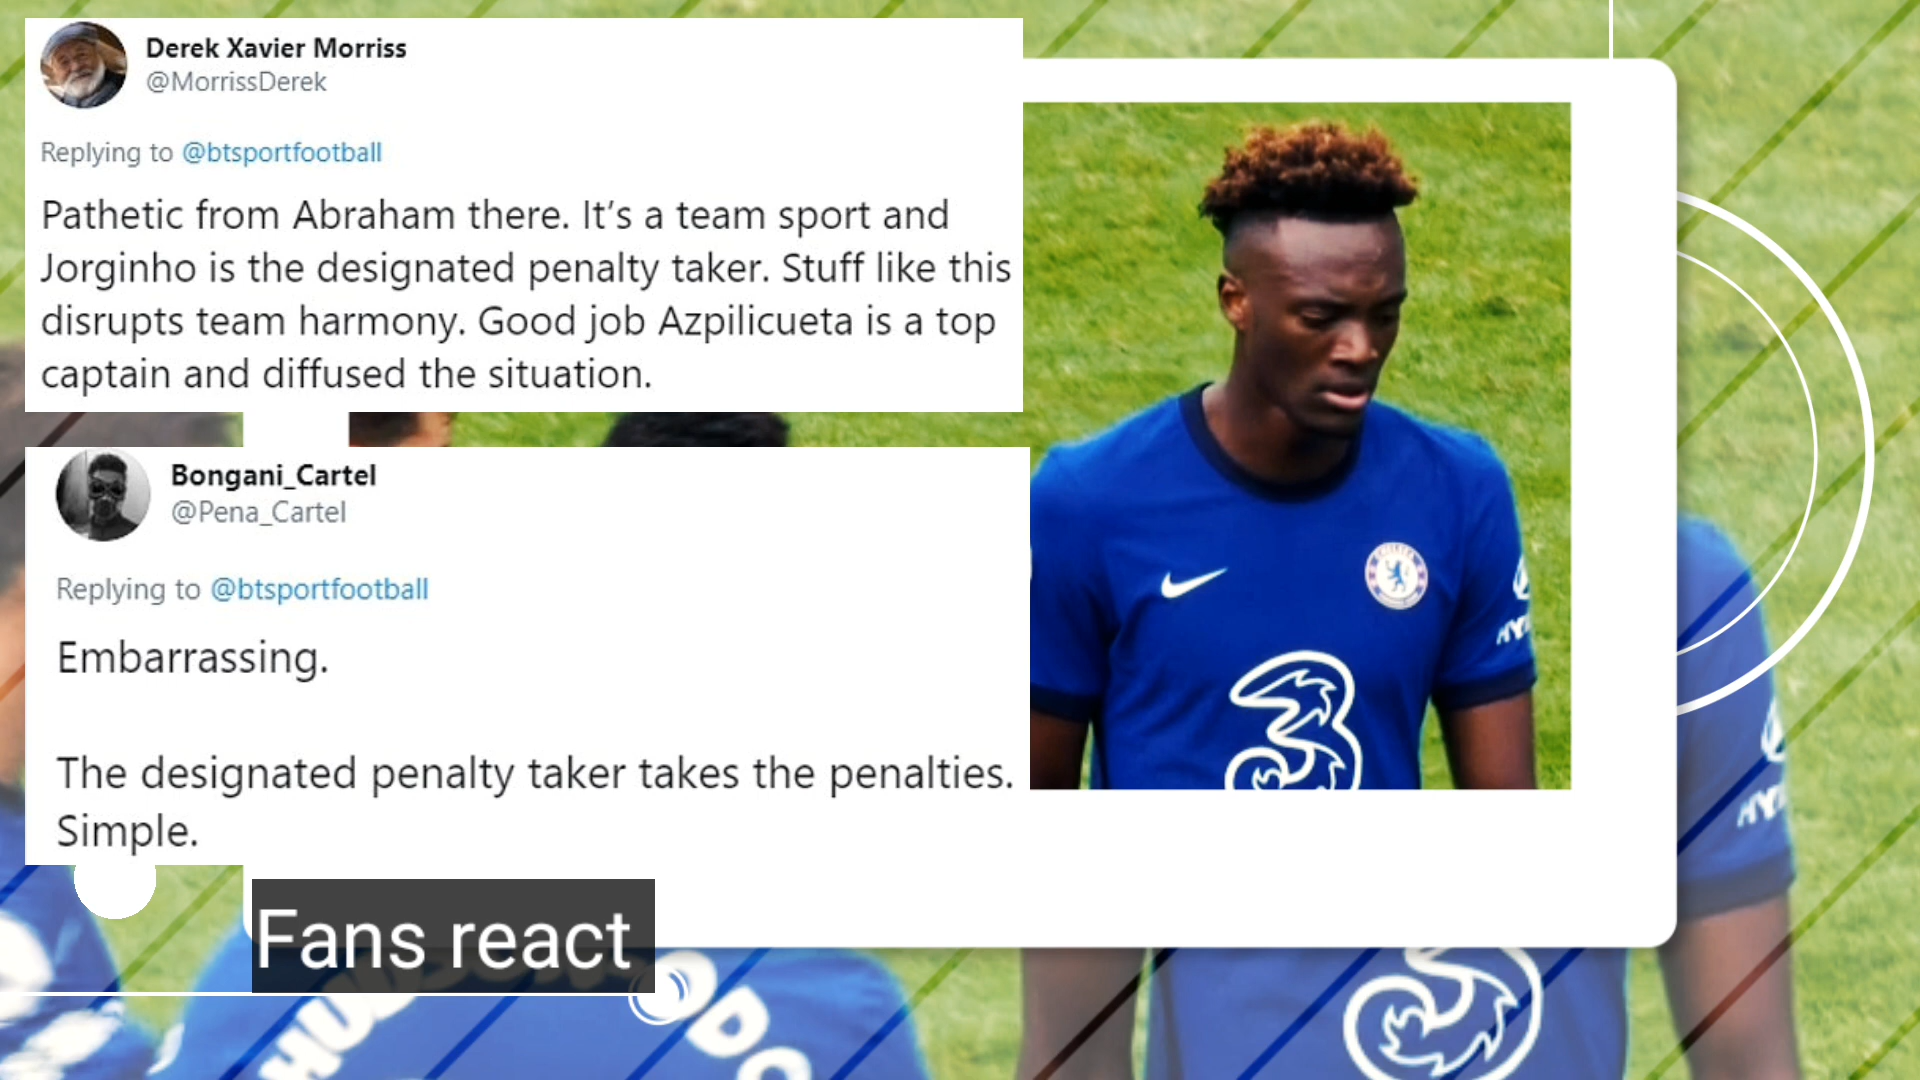 Derek Xavier Morriss
@MorrissDerek
Replying to @btsportfootball
Pathetic from Abraham there. It’s a team sport and
Jorginho is the designated penalty taker. Stuff like this
disrupts team harmony. Good job Azpilicueta is a top
captain and diffused the situation.
Bongani_Cartel
@Pena_Cartel
Replying to @btsportfootball
Embarrassing.
The designated penalty taker takes the penalties.
Simple.
Fans react
3